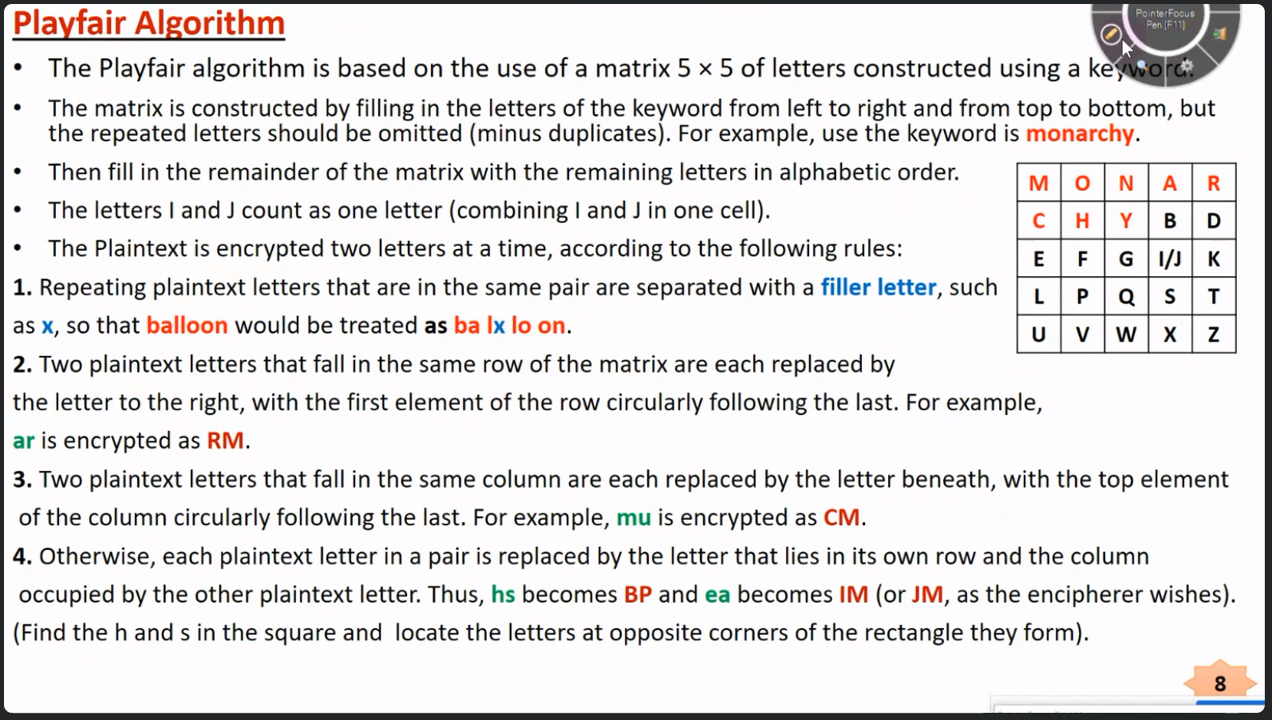 Playfair Algorithm
PointerFocus
Pen [F11]
• The Playfair algorithm is based on the use of a matrix 5 × 5 of letters constructed using a keyword.
• The matrix is constructed by filling in the letters of the keyword from left to right and from top to bottom, but
the repeated letters should be omitted (minus duplicates). For example, use the keyword is monarchy.
• Then fill in the remainder of the matrix with the remaining letters in alphabetic order.
• The letters I and J count as one letter (combining I and J in one cell).
• The Plaintext is encrypted two letters at a time, according to the following rules:
M O N A R
C H Y B D
E F G I/J K
L P Q S T
U V W X Z
1. Repeating plaintext letters that are in the same pair are separated with a filler letter, such
as x, so that balloon would be treated as ba lx lo on.
2. Two plaintext letters that fall in the same row of the matrix are each replaced by
the letter to the right, with the first element of the row circularly following the last. For example,
ar is encrypted as RM.
3. Two plaintext letters that fall in the same column are each replaced by the letter beneath, with the top element
of the column circularly following the last. For example, mu is encrypted as CM.
4. Otherwise, each plaintext letter in a pair is replaced by the letter that lies in its own row and the column
occupied by the other plaintext letter. Thus, hs becomes BP and ea becomes IM (or JM, as the encipherer wishes).
(Find the h and s in the square and locate the letters at opposite corners of the rectangle they form).
8